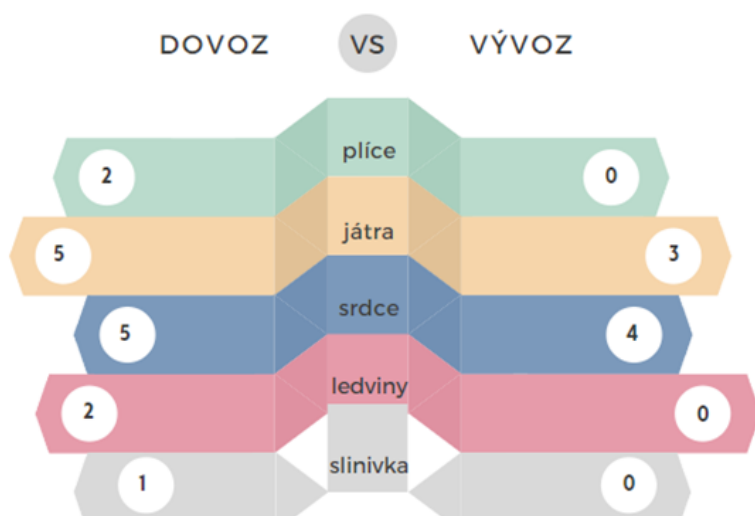 DOVOZ VS VÝVOZ
2 plíce 0
5 játra 3
5 srdce 4
2 ledviny 0
1 slinivka 0